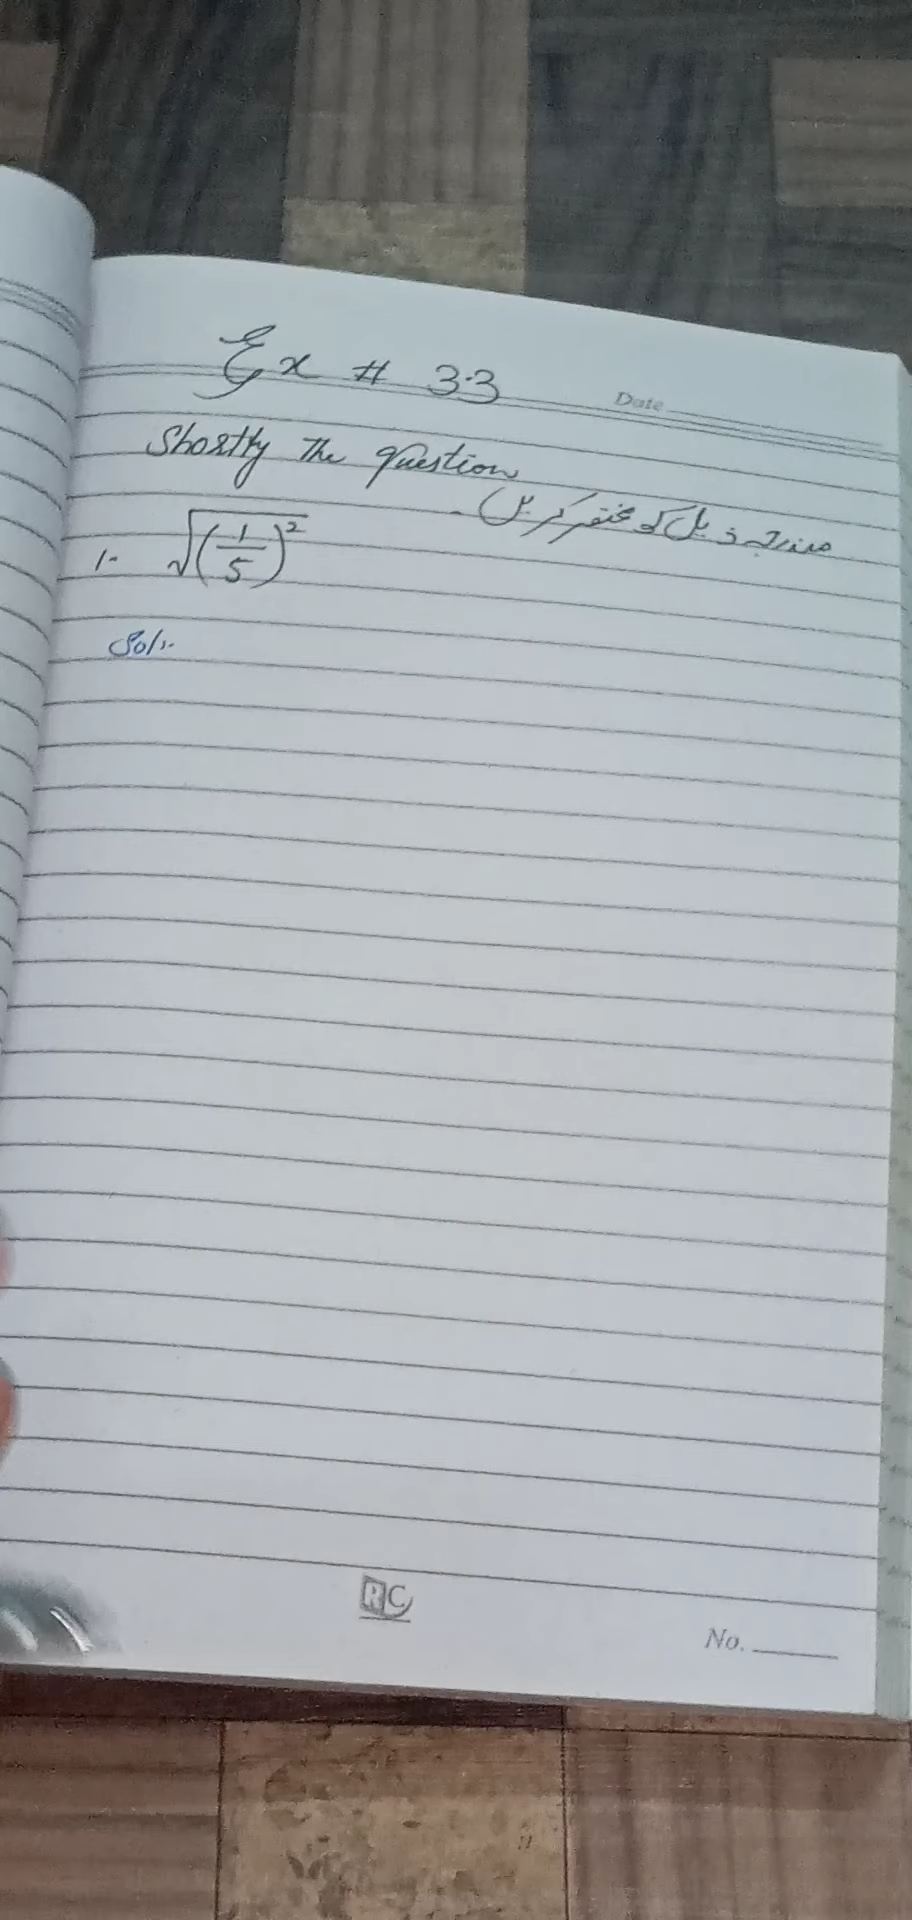 Ex # 3.3
Date
Shortly The question
مندرجہ ذیل کو مختصر کریں۔
1- √(1/5)²
Sol:-
RC
No.